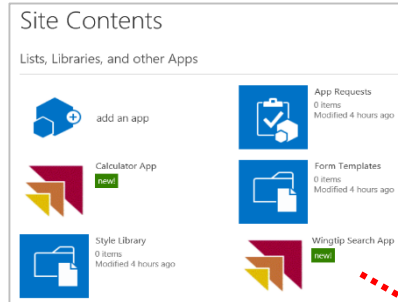 Site Contents
Lists, Libraries, and other Apps
add an app
App Requests
0 items
Modified 4 hours ago
Calculator App
new!
Form Templates
0 items
Modified 4 hours ago
Style Library
0 items
Modified 4 hours ago
Wingtip Search App
new!